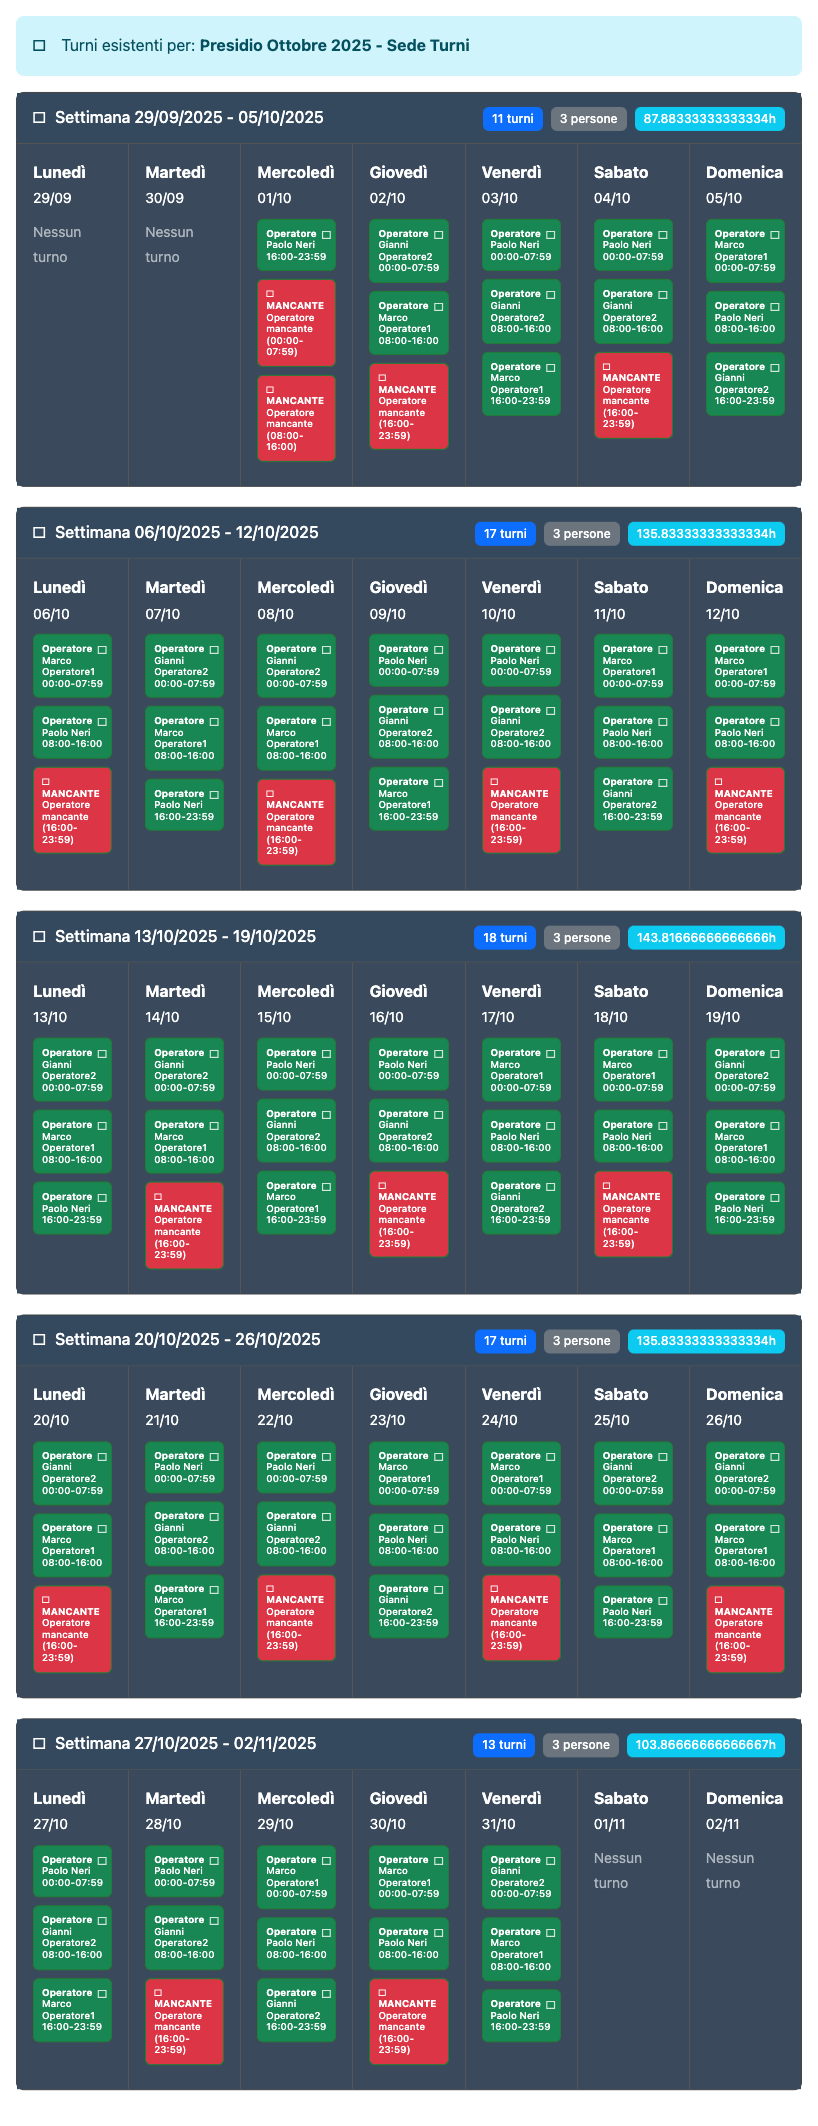 Turni esistenti per: Presidio Ottobre 2025 - Sede Turni
Settimana 29/09/2025 - 05/10/2025
11 turni
3 persone
87.88333333333334h
Lunedì
29/09
Nessun
turno
Martedì
30/09
Nessun
turno
Mercoledì
01/10
Operatore
Paolo Neri
16:00-23:59
MANCANTE
Operatore
mancante
(00:00-
07:59)
MANCANTE
Operatore
mancante
(08:00-
16:00)
Giovedì
02/10
Operatore
Gianni
Operatore2
00:00-07:59
Operatore
Marco
Operatore1
08:00-16:00
MANCANTE
Operatore
mancante
(16:00-
23:59)
Venerdì
03/10
Operatore
Paolo Neri
00:00-07:59
Operatore
Gianni
Operatore2
08:00-16:00
Operatore
Marco
Operatore1
16:00-23:59
Sabato
04/10
Operatore
Paolo Neri
00:00-07:59
Operatore
Gianni
Operatore2
08:00-16:00
MANCANTE
Operatore
mancante
(16:00-
23:59)
Domenica
05/10
Operatore
Marco
Operatore1
00:00-07:59
Operatore
Paolo Neri
08:00-16:00
Operatore
Gianni
Operatore2
16:00-23:59
Settimana 06/10/2025 - 12/10/2025
17 turni
3 persone
135.83333333333334h
Lunedì
06/10
Operatore
Marco
Operatore1
00:00-07:59
Operatore
Paolo Neri
08:00-16:00
MANCANTE
Operatore
mancante
(16:00-
23:59)
Martedì
07/10
Operatore
Gianni
Operatore2
00:00-07:59
Operatore
Marco
Operatore1
08:00-16:00
Operatore
Paolo Neri
16:00-23:59
Mercoledì
08/10
Operatore
Gianni
Operatore2
00:00-07:59
Operatore
Marco
Operatore1
08:00-16:00
MANCANTE
Operatore
mancante
(16:00-
23:59)
Giovedì
09/10
Operatore
Paolo Neri
00:00-07:59
Operatore
Gianni
Operatore2
08:00-16:00
Operatore
Marco
Operatore1
16:00-23:59
Venerdì
10/10
Operatore
Paolo Neri
00:00-07:59
Operatore
Gianni
Operatore2
08:00-16:00
MANCANTE
Operatore
mancante
(16:00-
23:59)
Sabato
11/10
Operatore
Marco
Operatore1
00:00-07:59
Operatore
Paolo Neri
08:00-16:00
Operatore
Gianni
Operatore2
16:00-23:59
Domenica
12/10
Operatore
Marco
Operatore1
00:00-07:59
Operatore
Paolo Neri
08:00-16:00
MANCANTE
Operatore
mancante
(16:00-
23:59)
Settimana 13/10/2025 - 19/10/2025
18 turni
3 persone
143.81666666666666h
Lunedì
13/10
Operatore
Gianni
Operatore2
00:00-07:59
Operatore
Marco
Operatore1
08:00-16:00
Operatore
Paolo Neri
16:00-23:59
Martedì
14/10
Operatore
Gianni
Operatore2
00:00-07:59
Operatore
Marco
Operatore1
08:00-16:00
MANCANTE
Operatore
mancante
(16:00-
23:59)
Mercoledì
15/10
Operatore
Paolo Neri
00:00-07:59
Operatore
Gianni
Operatore2
08:00-16:00
Operatore
Marco
Operatore1
16:00-23:59
Giovedì
16/10
Operatore
Paolo Neri
00:00-07:59
Operatore
Gianni
Operatore2
08:00-16:00
MANCANTE
Operatore
mancante
(16:00-
23:59)
Venerdì
17/10
Operatore
Marco
Operatore1
00:00-07:59
Operatore
Paolo Neri
08:00-16:00
Operatore
Gianni
Operatore2
16:00-23:59
Sabato
18/10
Operatore
Marco
Operatore1
00:00-07:59
Operatore
Paolo Neri
08:00-16:00
MANCANTE
Operatore
mancante
(16:00-
23:59)
Domenica
19/10
Operatore
Gianni
Operatore2
00:00-07:59
Operatore
Marco
Operatore1
08:00-16:00
Operatore
Paolo Neri
16:00-23:59
Settimana 20/10/2025 - 26/10/2025
17 turni
3 persone
135.83333333333334h
Lunedì
20/10
Operatore
Gianni
Operatore2
00:00-07:59
Operatore
Marco
Operatore1
08:00-16:00
MANCANTE
Operatore
mancante
(16:00-
23:59)
Martedì
21/10
Operatore
Paolo Neri
00:00-07:59
Operatore
Gianni
Operatore2
08:00-16:00
Operatore
Marco
Operatore1
16:00-23:59
Mercoledì
22/10
Operatore
Paolo Neri
00:00-07:59
Operatore
Gianni
Operatore2
08:00-16:00
MANCANTE
Operatore
mancante
(16:00-
23:59)
Giovedì
23/10
Operatore
Marco
Operatore1
00:00-07:59
Operatore
Paolo Neri
08:00-16:00
Operatore
Gianni
Operatore2
16:00-23:59
Venerdì
24/10
Operatore
Marco
Operatore1
00:00-07:59
Operatore
Paolo Neri
08:00-16:00
MANCANTE
Operatore
mancante
(16:00-
23:59)
Sabato
25/10
Operatore
Gianni
Operatore2
00:00-07:59
Operatore
Marco
Operatore1
08:00-16:00
Operatore
Paolo Neri
16:00-23:59
Domenica
26/10
Operatore
Gianni
Operatore2
00:00-07:59
Operatore
Marco
Operatore1
08:00-16:00
MANCANTE
Operatore
mancante
(16:00-
23:59)
Settimana 27/10/2025 - 02/11/2025
13 turni
3 persone
103.86666666666667h
Lunedì
27/10
Operatore
Paolo Neri
00:00-07:59
Operatore
Gianni
Operatore2
08:00-16:00
Operatore
Marco
Operatore1
16:00-23:59
Martedì
28/10
Operatore
Paolo Neri
00:00-07:59
Operatore
Gianni
Operatore2
08:00-16:00
MANCANTE
Operatore
mancante
(16:00-
23:59)
Mercoledì
29/10
Operatore
Marco
Operatore1
00:00-07:59
Operatore
Paolo Neri
08:00-16:00
Operatore
Gianni
Operatore2
16:00-23:59
Giovedì
30/10
Operatore
Marco
Operatore1
00:00-07:59
Operatore
Paolo Neri
08:00-16:00
MANCANTE
Operatore
mancante
(16:00-
23:59)
Venerdì
31/10
Operatore
Gianni
Operatore2
00:00-07:59
Operatore
Marco
Operatore1
08:00-16:00
Operatore
Paolo Neri
16:00-23:59
Sabato
01/11
Nessun
turno
Domenica
02/11
Nessun
turno